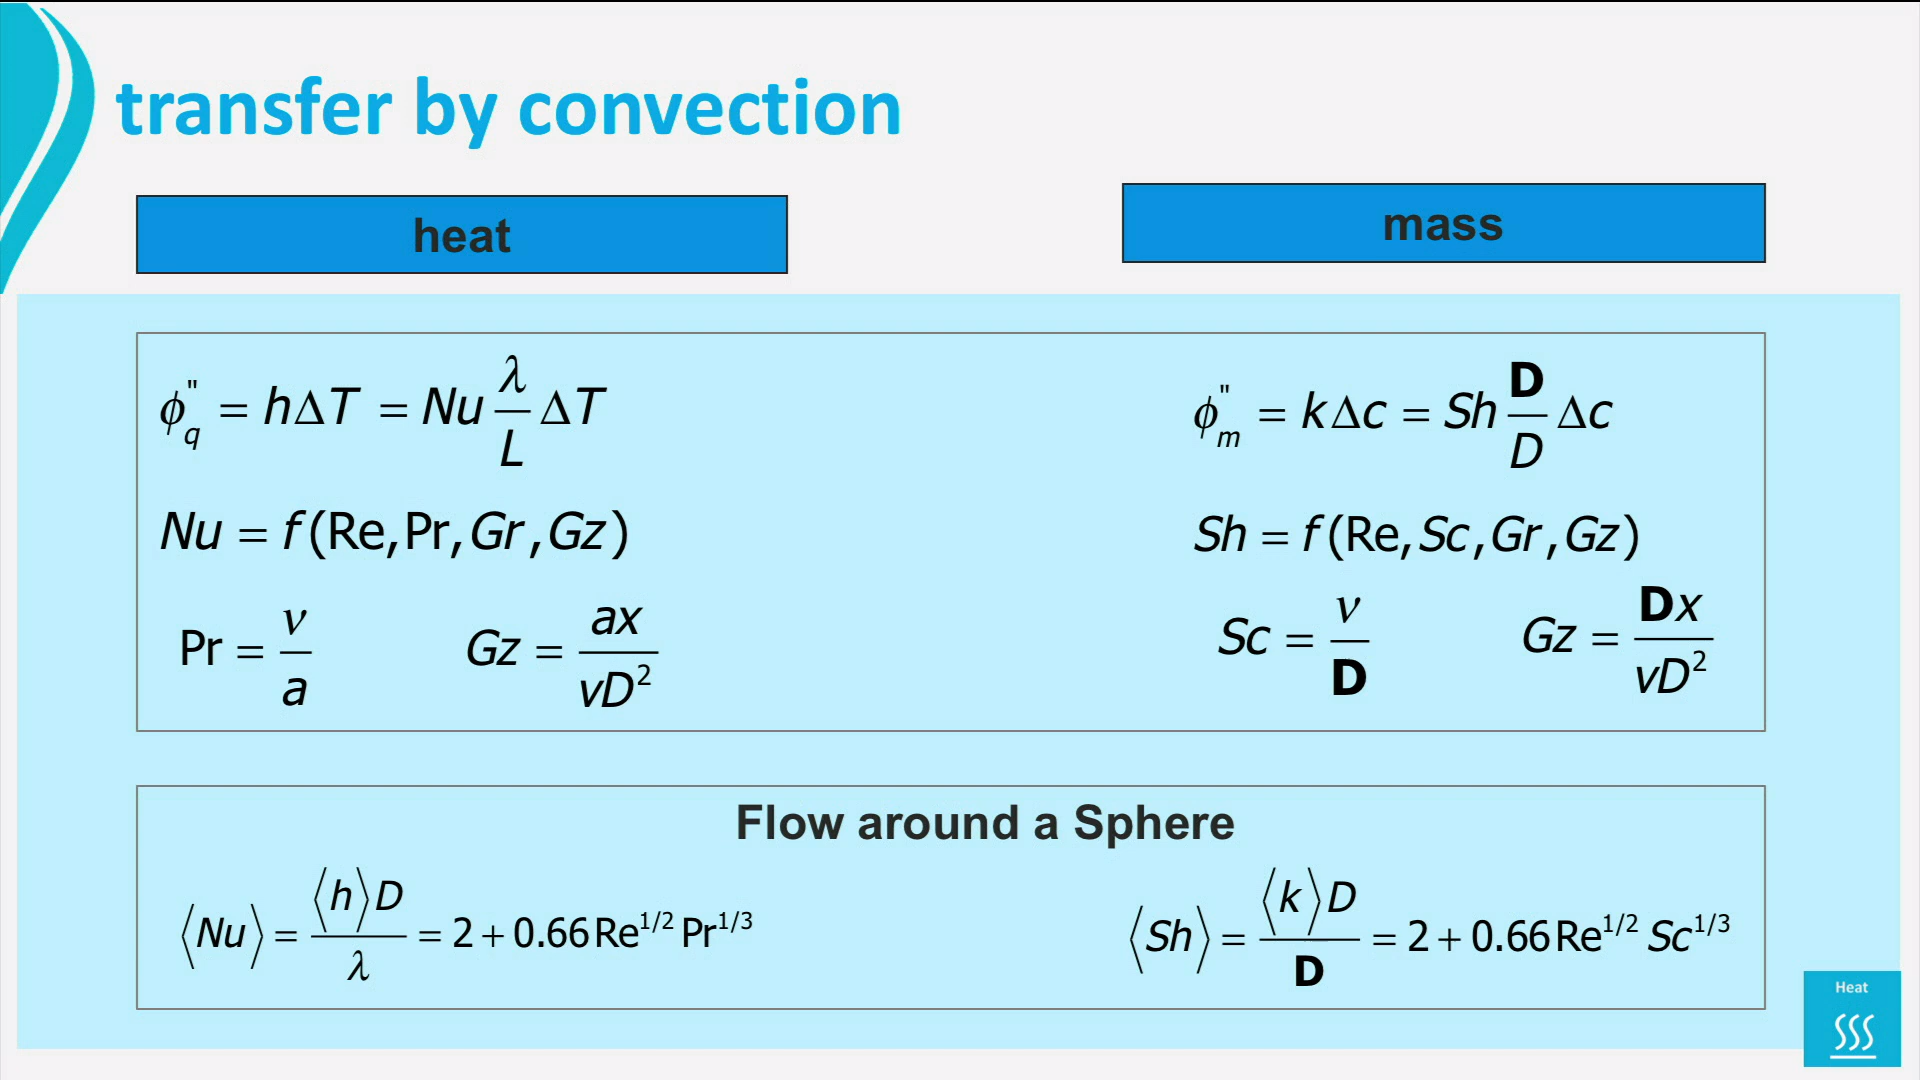 transfer by convection
heat
mass
ϕ"q = hΔT = Nu λ/L ΔT
ϕ"m = kΔc = Sh 𝐃/D Δc
Nu = f(Re,Pr,Gr,Gz)
Sh = f(Re,Sc,Gr,Gz)
Pr = ν/a
Gz = ax/vD²
Sc = ν/𝐃
Gz = 𝐃x/vD²
Flow around a Sphere
⟨Nu⟩ = ⟨h⟩D/λ = 2 + 0.66 Re^1/2 Pr^1/3
⟨Sh⟩ = ⟨k⟩D/𝐃 = 2 + 0.66 Re^1/2 Sc^1/3
Heat